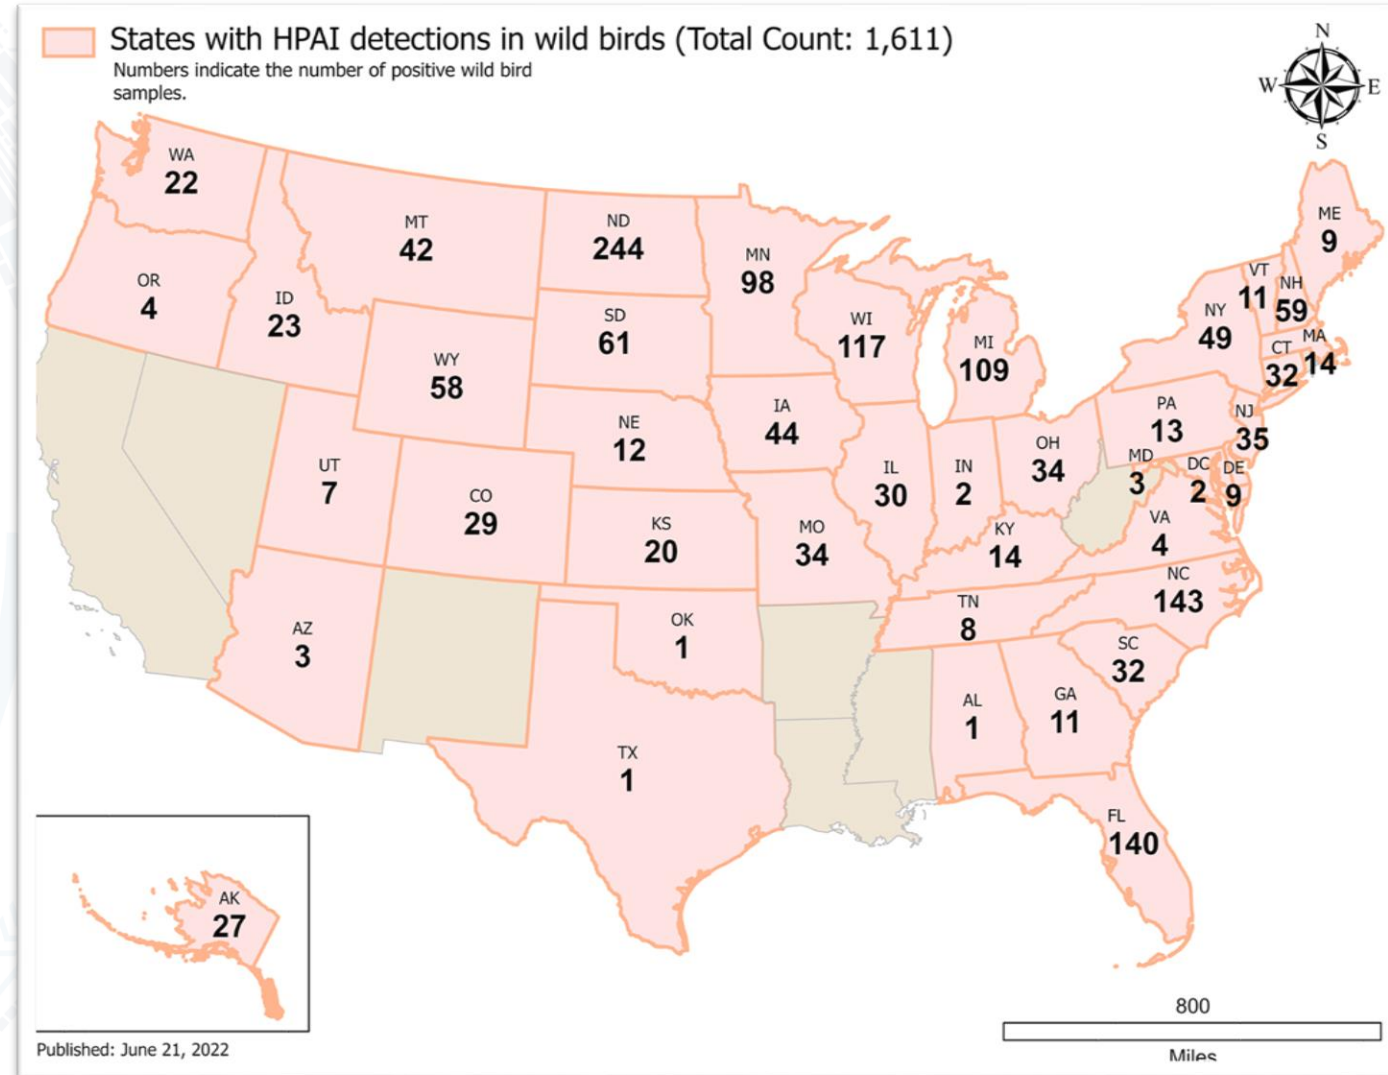 States with HPAI detections in wild birds (Total Count: 1,611)
Numbers indicate the number of positive wild bird
samples.
N
W E
S
WA
22
OR
4
ID
23
MT
42
WY
58
UT
7
CO
29
AZ
3
ND
244
SD
61
NE
12
KS
20
OK
1
TX
1
MN
98
IA
44
MO
34
WI
117
IL
30
MI
109
IN
2
OH
34
KY
14
TN
8
AL
1
GA
11
FL
140
SC
32
NC
143
VA
4
MD
3
DC
2
DE
9
PA
13
NJ
35
NY
49
CT
32
MA
14
VT
11
NH
59
ME
9
AK
27
800
Miles
Published: June 21, 2022